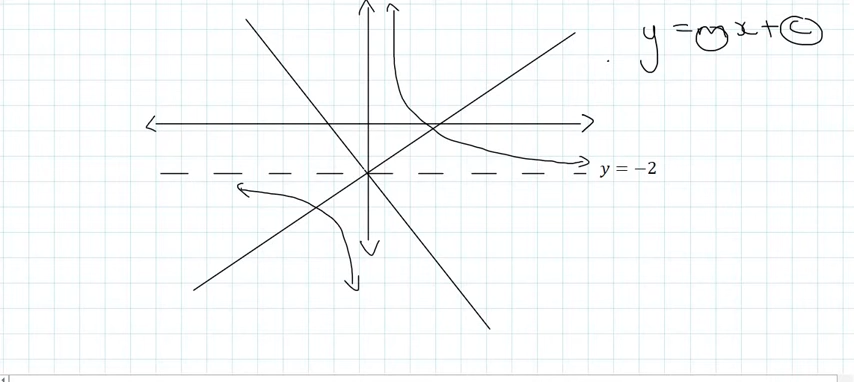 y = mx + c
y = −2